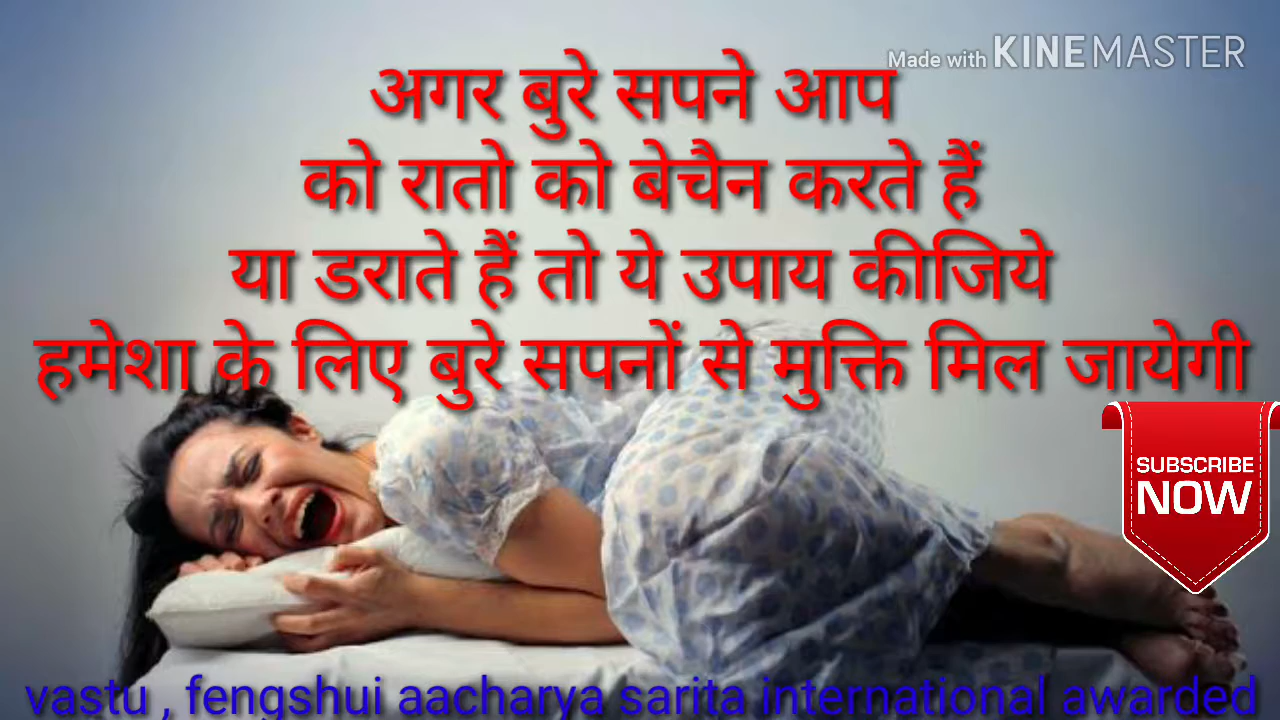 Made with KINEMASTER
अगर बुरे सपने आप
को रातो को बेचैन करते हैं
या डराते हैं तो ये उपाय कीजिये
हमेशा के लिए बुरे सपनों से मुक्ति मिल जायेगी
SUBSCRIBE
NOW
vastu , fengshui aacharya sarita international awarded